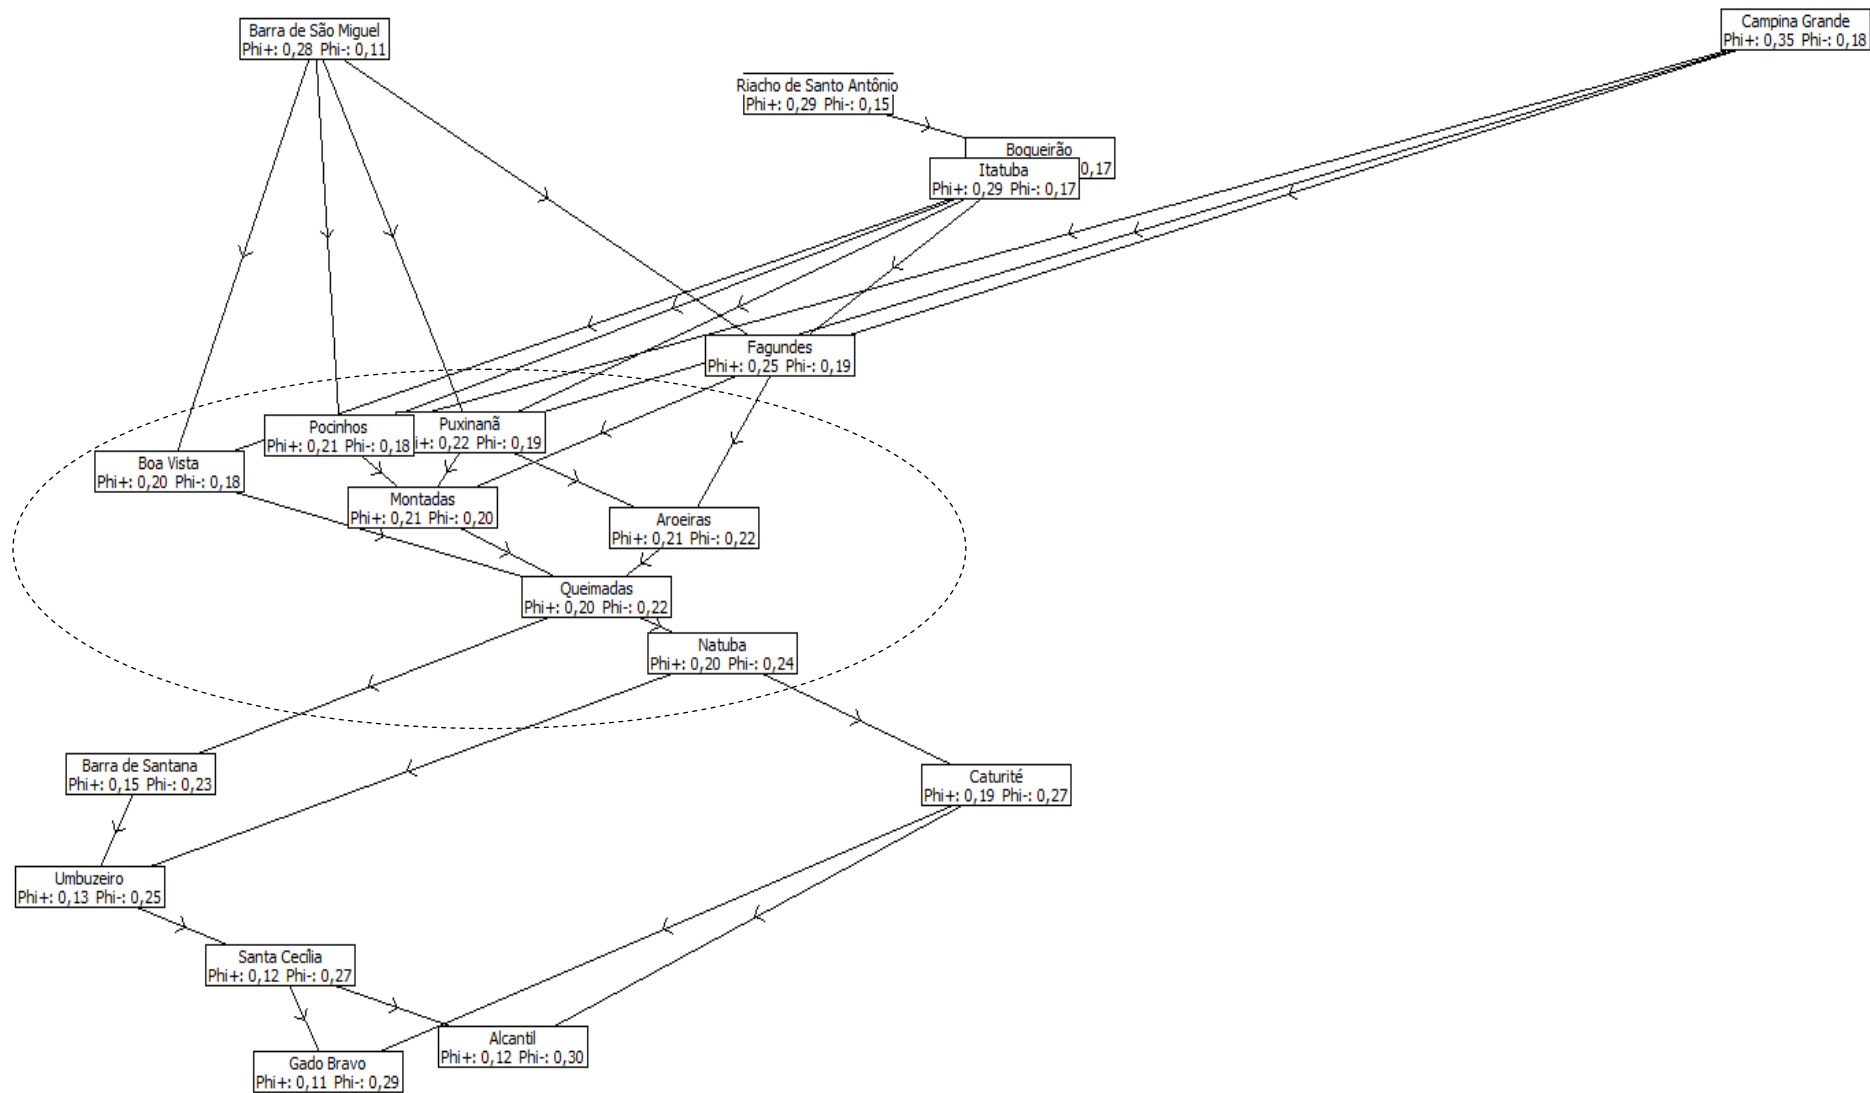 Barra de São Miguel
Phi+: 0,28 Phi-: 0,11
Campina Grande
Phi+: 0,35 Phi-: 0,18
Riacho de Santo Antônio
Phi+: 0,29 Phi-: 0,15
Boqueirão
0,17
Itatuba
Phi+: 0,29 Phi-: 0,17
Fagundes
Phi+: 0,25 Phi-: 0,19
Pocinhos
Phi+: 0,21 Phi-: 0,18
Puxinanã
i+: 0,22 Phi-: 0,19
Boa Vista
Phi+: 0,20 Phi-: 0,18
Montadas
Phi+: 0,21 Phi-: 0,20
Aroeiras
Phi+: 0,21 Phi-: 0,22
Queimadas
Phi+: 0,20 Phi-: 0,22
Natuba
Phi+: 0,20 Phi-: 0,24
Barra de Santana
Phi+: 0,15 Phi-: 0,23
Caturité
Phi+: 0,19 Phi-: 0,27
Umbuzeiro
Phi+: 0,13 Phi-: 0,25
Santa Cecília
Phi+: 0,12 Phi-: 0,27
Alcantil
Phi+: 0,12 Phi-: 0,30
Gado Bravo
Phi+: 0,11 Phi-: 0,29